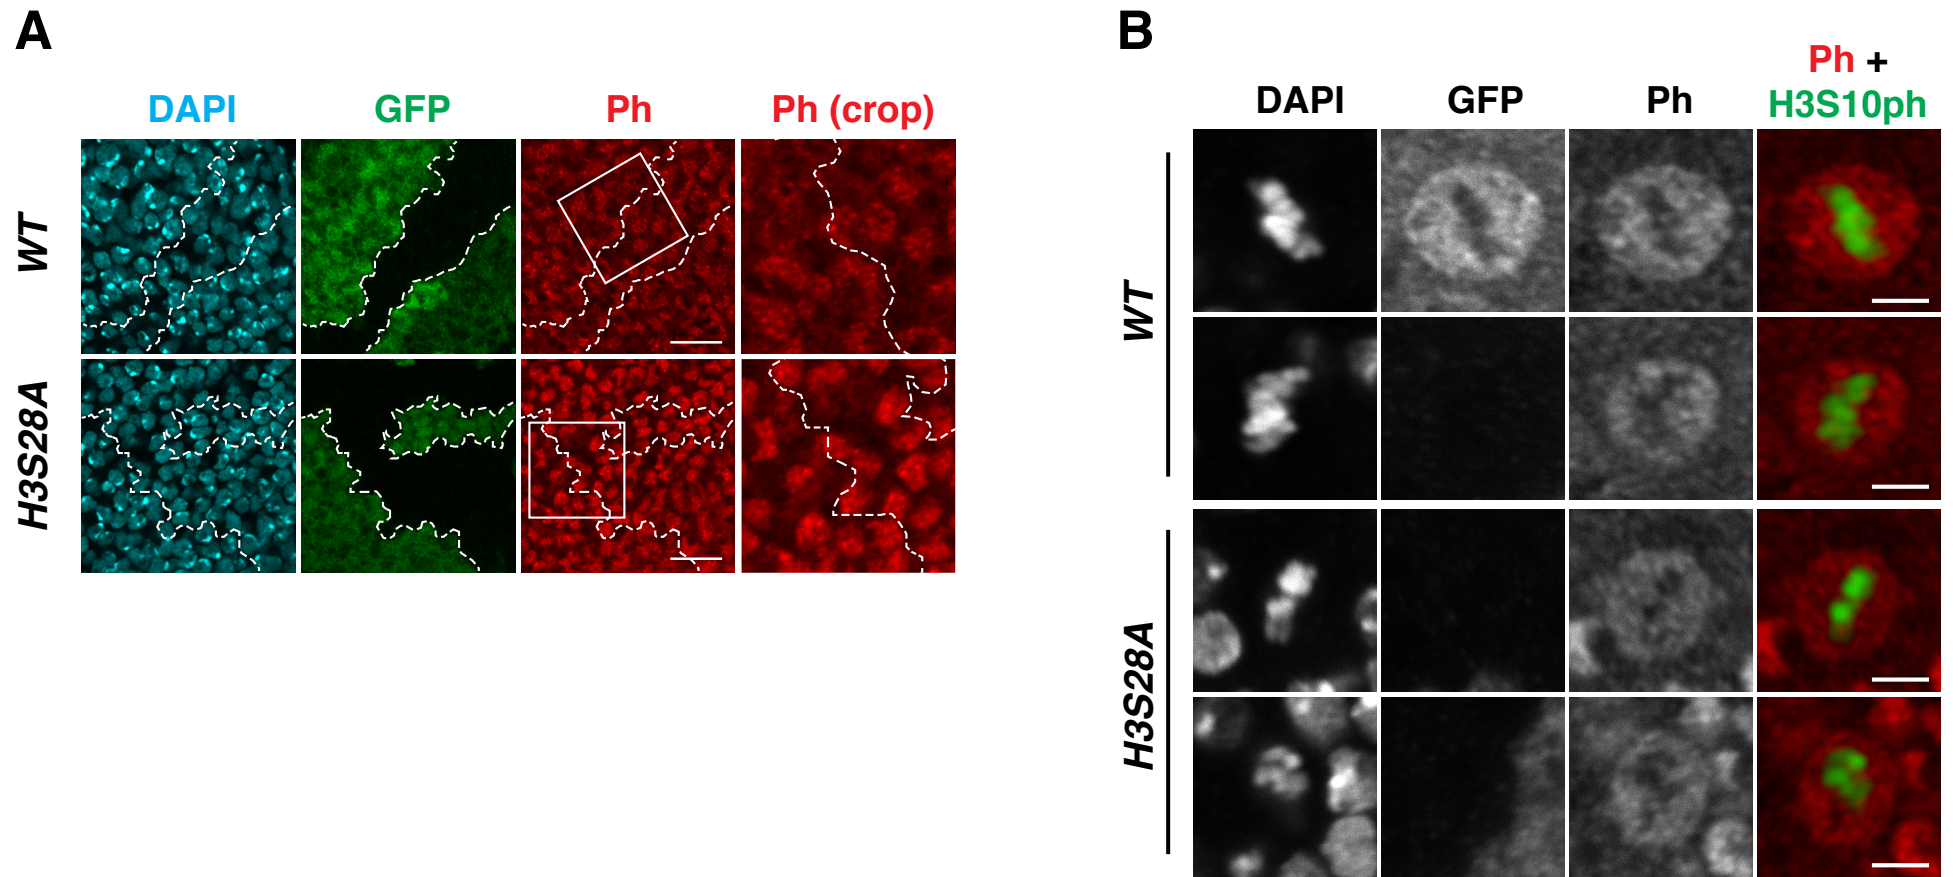 A
DAPI GFP Ph Ph (crop)
WT
H3S28A
B
DAPI GFP Ph Ph +
H3S10ph
WT
H3S28A